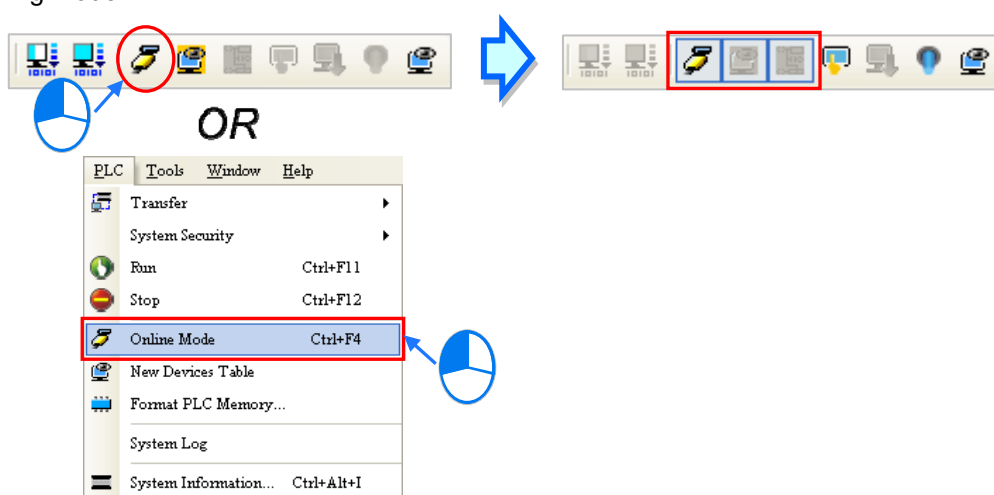 OR
PLC Tools Window Help
Transfer
System Security
Run Ctrl+F11
Stop Ctrl+F12
Online Mode Ctrl+F4
New Devices Table
Format PLC Memory...
System Log
System Information... Ctrl+Alt+I